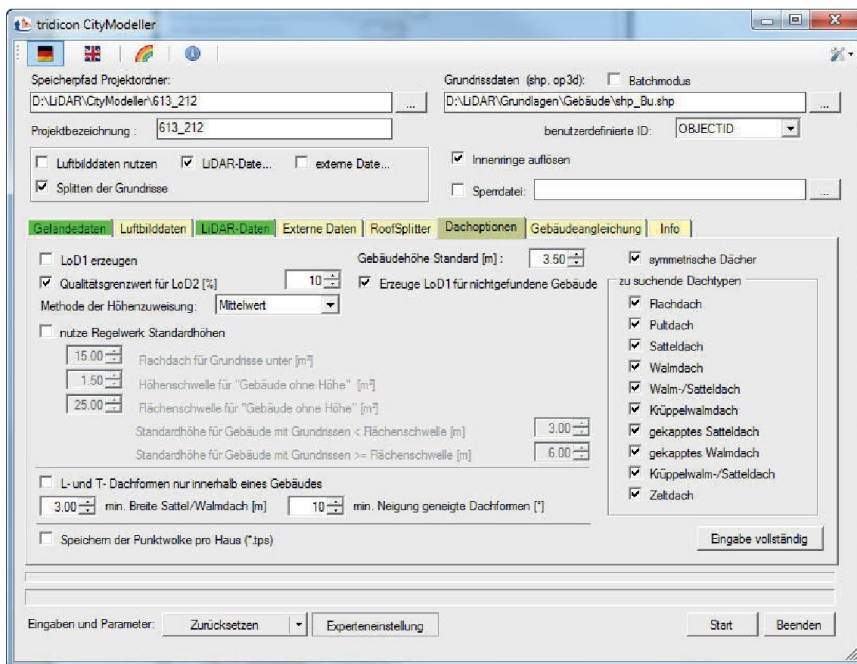 tridicon CityModeller
Speicherpfad Projektordner:
D:\LiDAR\CityModeller\613_212
...
Grundrissdaten (shp, op3d):
Batchmodus
D:\LiDAR\Grundlagen\Gebäude\shp_Bu.shp
...
Projektbezeichnung :
613_212
benutzerdefinierte ID:
OBJECTID
Luftbilddaten nutzen
LiDAR-Date...
externe Date...
Splitten der Grundrisse
Innenringe auflösen
Sperrdatei:
...
Geländedaten
Luftbilddaten
LiDAR-Daten
Externe Daten
RoofSplitter
Dachoptionen
Gebäudeangleichung
Info
LoD1 erzeugen
Gebäudehöhe Standard [m] :
3.50
symmetrische Dächer
Qualitätsgrenzwert für LoD2 [%]
10
Erzeuge LoD1 für nichtgefundene Gebäude
Methode der Höhenzuweisung:
Mittelwert
nutze Regelwerk Standardhöhen
15.00
Flachdach für Grundrisse unter [m²]
1.50
Höhenschwelle für "Gebäude ohne Höhe" [m²]
25.00
Flächenschwelle für "Gebäude ohne Höhe" [m²]
Standardhöhe für Gebäude mit Grundrissen < Flächenschwelle [m]
3.00
Standardhöhe für Gebäude mit Grundrissen >= Flächenschwelle [m]
6.00
L- und T- Dachformen nur innerhalb eines Gebäudes
3.00
min. Breite Sattel/Walmdach [m]
10
min. Neigung geneigte Dachformen [°]
Speichern der Punktwolke pro Haus (*.tps)
zu suchende Dachtypen
Flachdach
Pultdach
Satteldach
Walmdach
Walm-/Satteldach
Krüppelwalmdach
gekapptes Satteldach
gekapptes Walmdach
Krüppelwalm-/Satteldach
Zeltdach
Eingabe vollständig
Eingaben und Parameter:
Zurücksetzen
Experteneinstellung
Start
Beenden